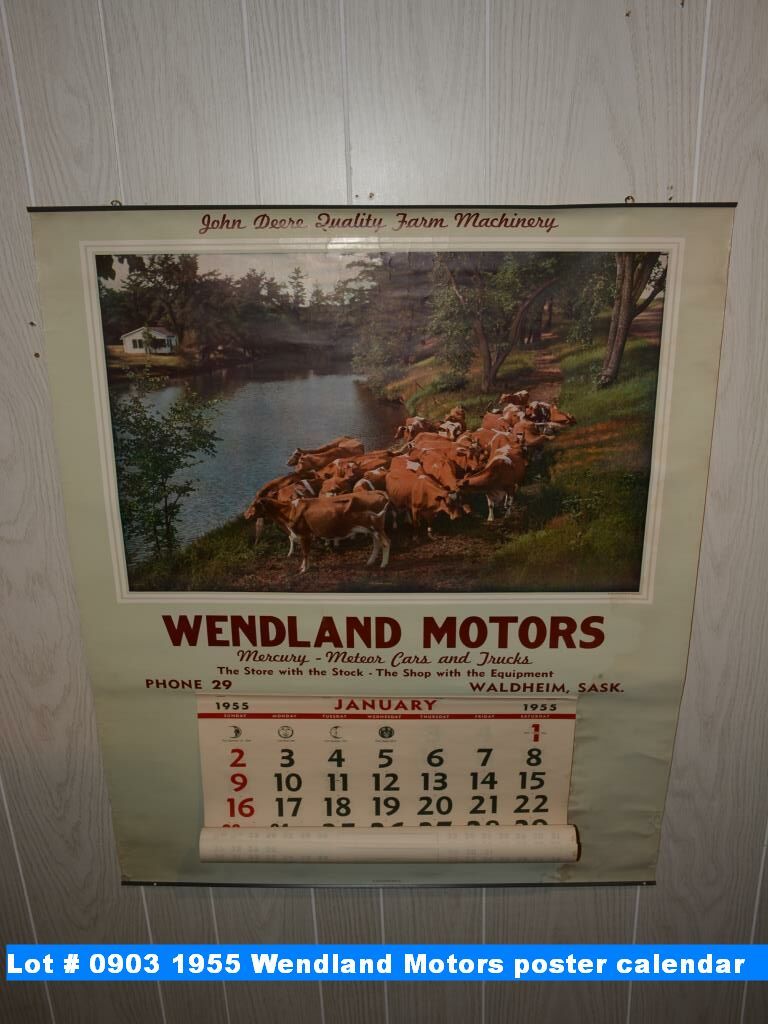 John Deere Quality Farm Machinery
WENDLAND MOTORS
Mercury - Meteor Cars and Trucks
The Store with the Stock - The Shop with the Equipment
PHONE 29 WALDHEIM, SASK.
1955 JANUARY 1955
SUNDAY MONDAY TUESDAY WEDNESDAY THURSDAY FRIDAY SATURDAY
1
2 3 4 5 6 7 8
9 10 11 12 13 14 15
16 17 18 19 20 21 22
Lot # 0903 1955 Wendland Motors poster calendar